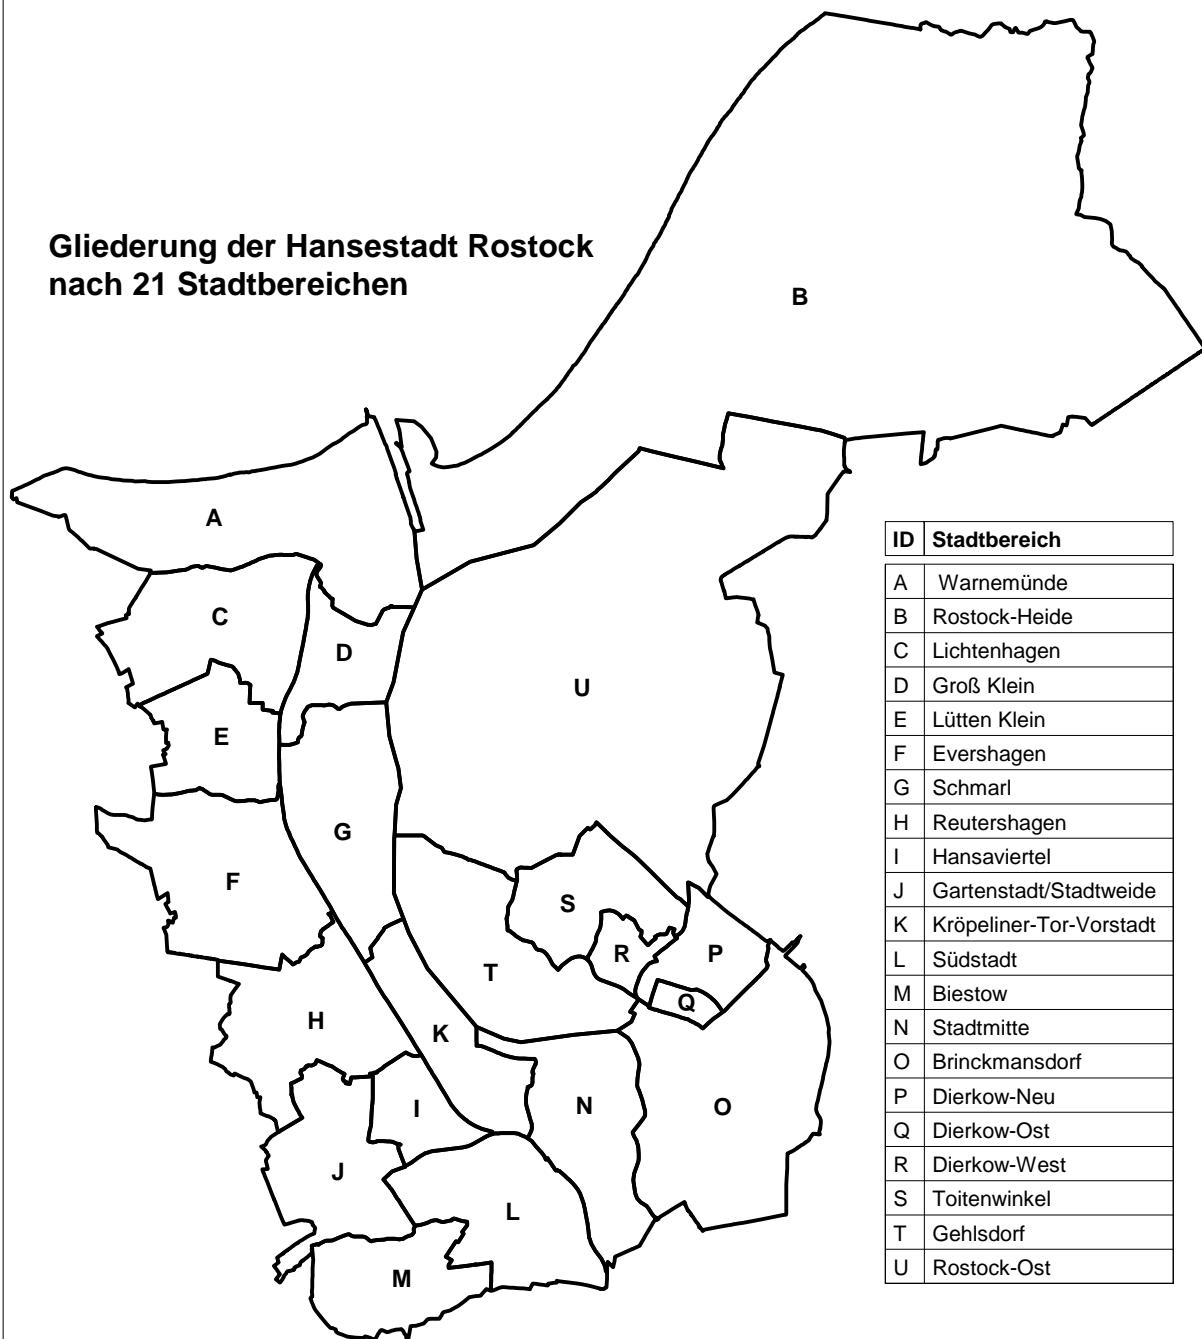 Gliederung der Hansestadt Rostock
nach 21 Stadtbereichen
B
A
C
D
U
E
G
F
S
R
P
T
Q
H
K
I
N
O
J
L
M
ID Stadtbereich
A Warnemünde
B Rostock-Heide
C Lichtenhagen
D Groß Klein
E Lütten Klein
F Evershagen
G Schmarl
H Reutershagen
I Hansaviertel
J Gartenstadt/Stadtweide
K Kröpeliner-Tor-Vorstadt
L Südstadt
M Biestow
N Stadtmitte
O Brinckmansdorf
P Dierkow-Neu
Q Dierkow-Ost
R Dierkow-West
S Toitenwinkel
T Gehlsdorf
U Rostock-Ost